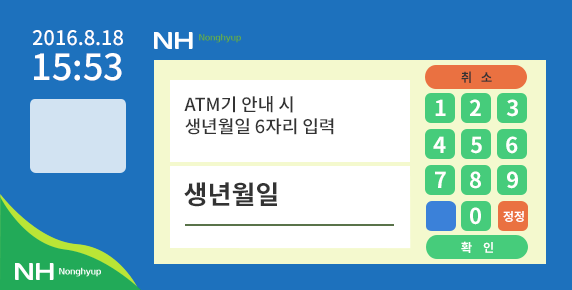 2016.8.18
15:53
NH Nonghyup
ATM기 안내 시
생년월일 6자리 입력
생년월일
취 소
1 2 3
4 5 6
7 8 9
0 정정
확 인
NH Nonghyup